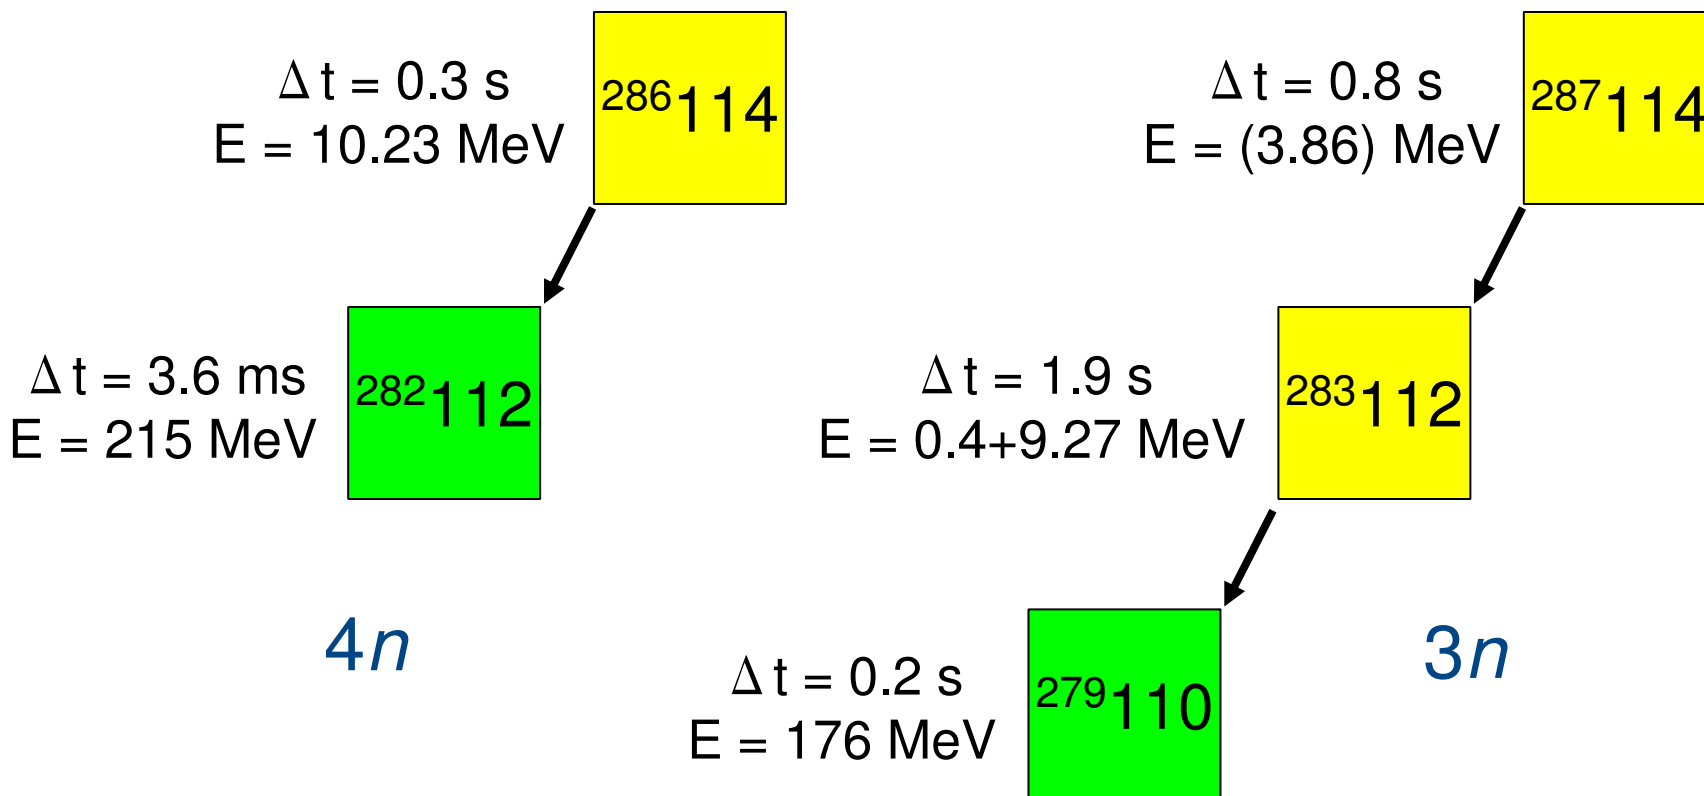 Δ t = 0.3 s
E = 10.23 MeV
²⁸⁶114
Δ t = 3.6 ms
E = 215 MeV
²⁸²112
4n
Δ t = 0.8 s
E = (3.86) MeV
²⁸⁷114
Δ t = 1.9 s
E = 0.4+9.27 MeV
²⁸³112
Δ t = 0.2 s
E = 176 MeV
²⁷⁹110
3n